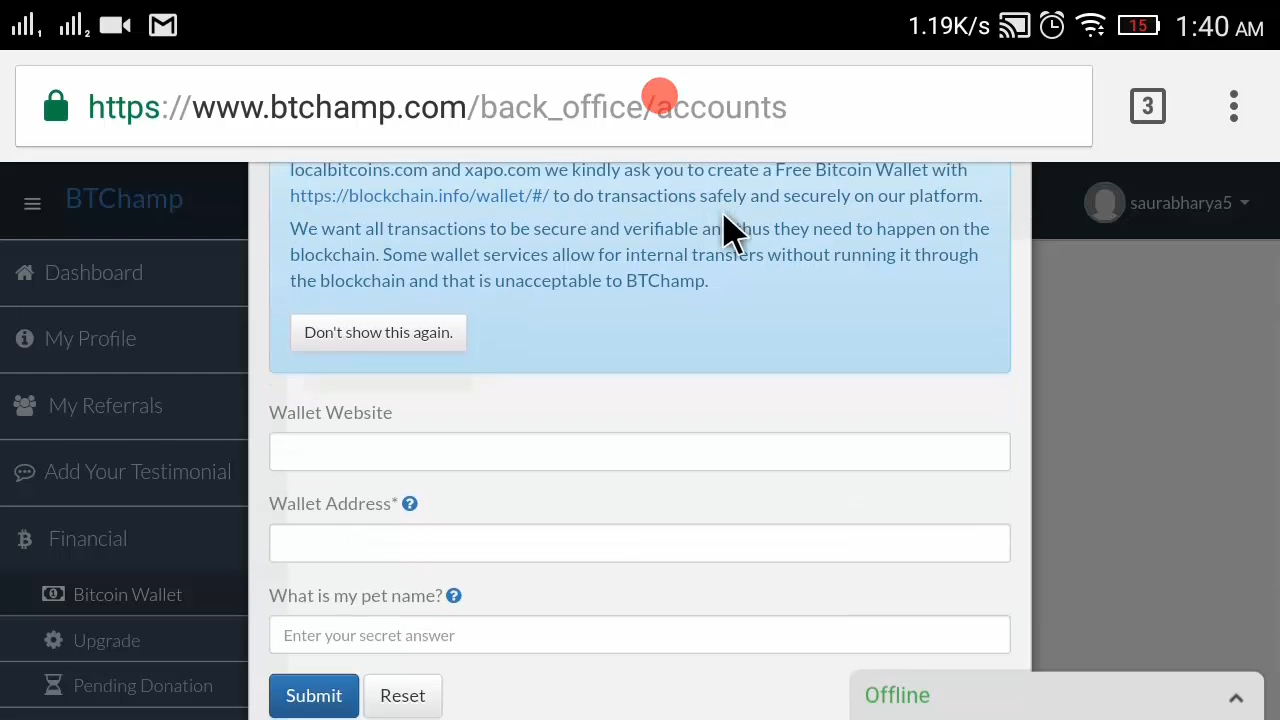 1 2 1.19K/s 15 1:40 AM
https://www.btchamp.com/back_office/accounts 3
localbitcoins.com and xapo.com we kindly ask you to create a Free Bitcoin Wallet with
https://blockchain.info/wallet/#/ to do transactions safely and securely on our platform.
We want all transactions to be secure and verifiable and thus they need to happen on the
blockchain. Some wallet services allow for internal transfers without running it through
the blockchain and that is unacceptable to BTChamp.
Don't show this again.
BTChamp
saurabharya5
Dashboard
My Profile
My Referrals
Add Your Testimonial
Financial
Bitcoin Wallet
Upgrade
Pending Donation
Wallet Website
Wallet Address*
What is my pet name?
Enter your secret answer
Submit Reset
Offline